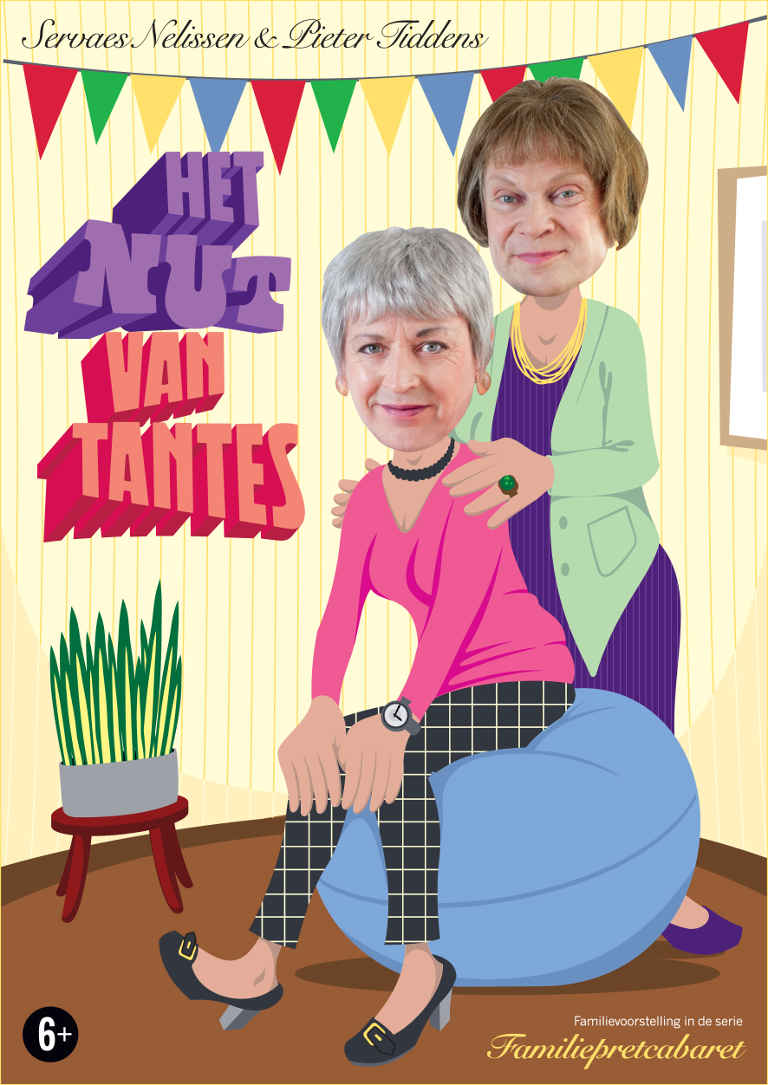 Servaes Nelissen & Pieter Tiddens
HET
NUT
VAN
TANTES
6+
Familievoorstelling in de serie
Familiepretcabaret